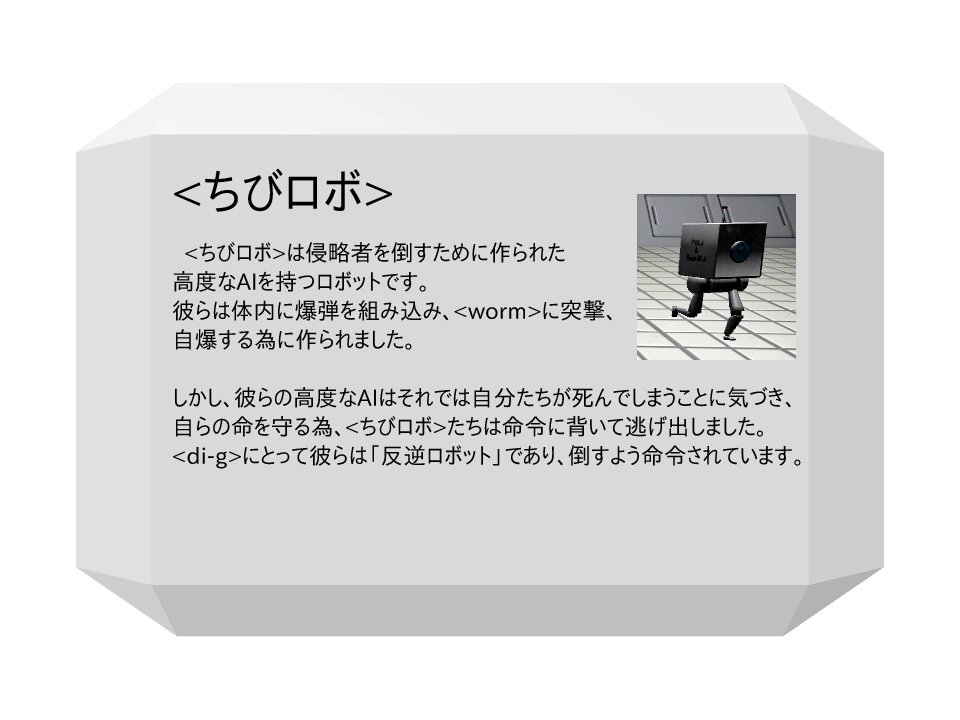 <ちびロボ>
<ちびロボ>は侵略者を倒すために作られた
高度なAIを持つロボットです。
彼らは体内に爆弾を組み込み、<worm>に突撃、
自爆する為に作られました。
しかし、彼らの高度なAIはそれでは自分たちが死んでしまうことに気づき、
自らの命を守る為、<ちびロボ>たちは命令に背いて逃げ出しました。
<di-g>にとって彼らは「反逆ロボット」であり、倒すよう命令されています。